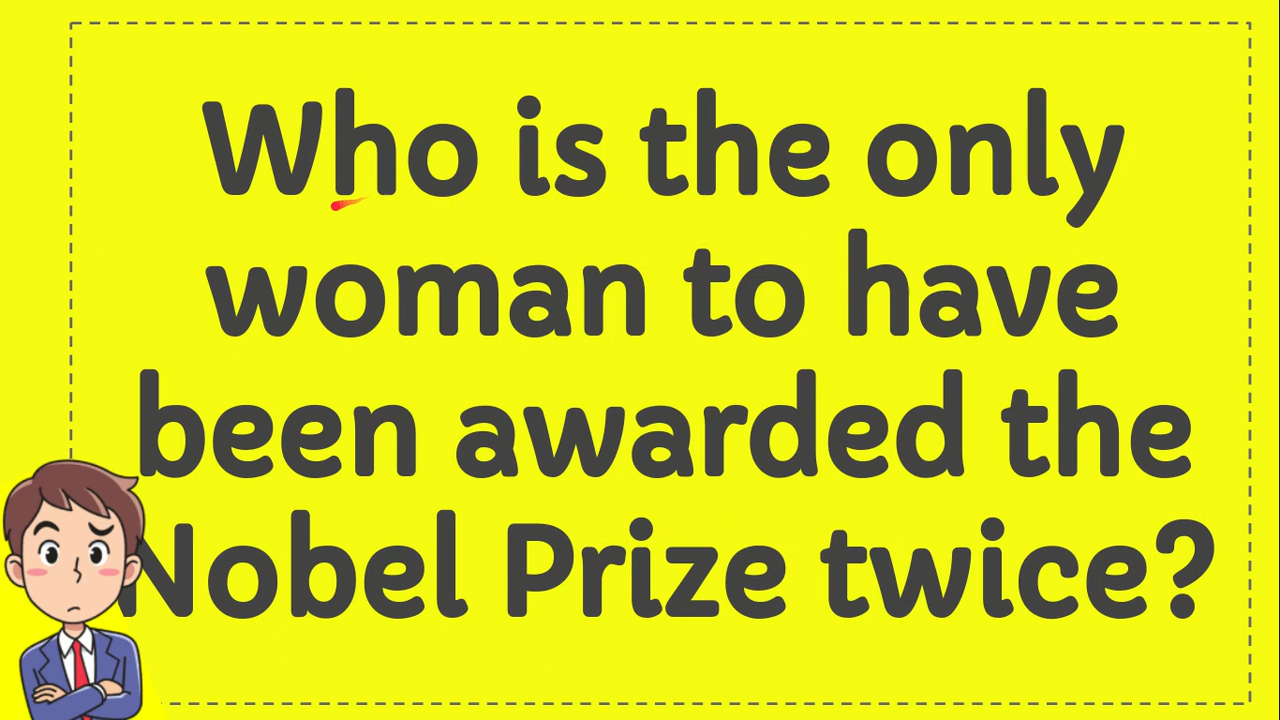 Who is the only
woman to have
been awarded the
Nobel Prize twice?